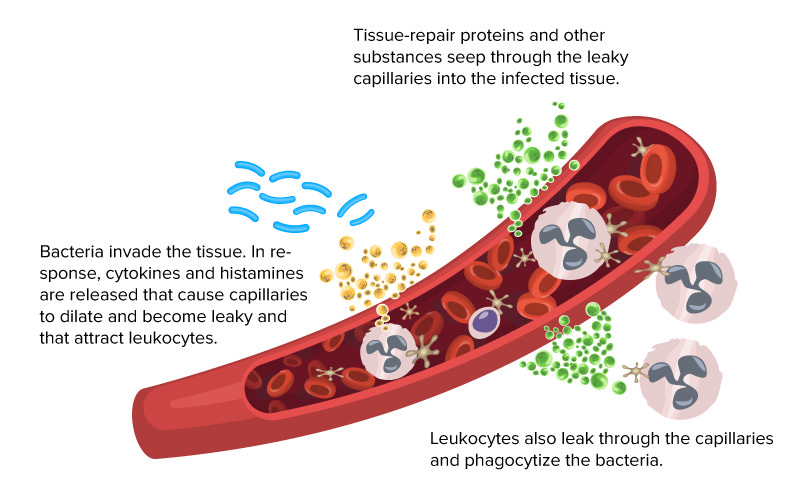 Tissue-repair proteins and other
substances seep through the leaky
capillaries into the infected tissue.
Bacteria invade the tissue. In re-
sponse, cytokines and histamines
are released that cause capillaries
to dilate and become leaky and
that attract leukocytes.
Leukocytes also leak through the capillaries
and phagocytize the bacteria.